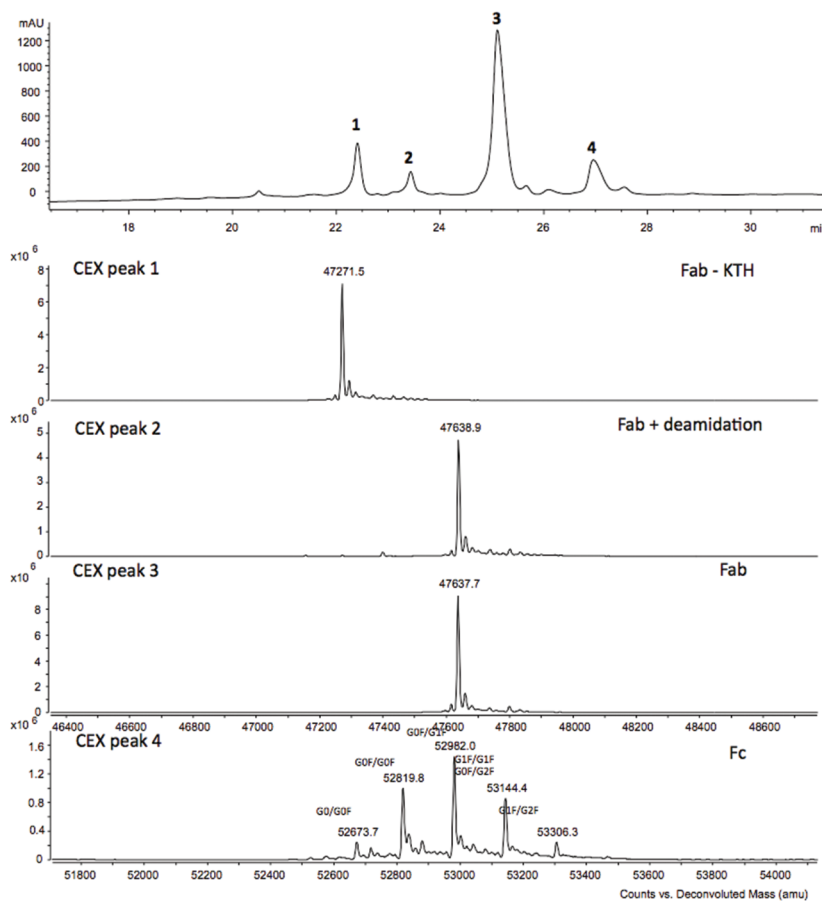 mAU
3
1200
1000
800
600
400
200
0
1
2
4
18 20 22 24 26 28 30 mi
x10 6
CEX peak 1
47271.5
Fab - KTH
8
6
4
2
0
x10 6
CEX peak 2
47638.9
Fab + deamidation
5
4
3
2
1
0
x10 6
CEX peak 3
47637.7
Fab
8
6
4
2
0
46400 46800 47000 47200 47400 47600 47800 48000 48200 48400 48600
x10 6
CEX peak 4
G0F/G1F
52982.0
Fc
1.6
1.2
0.8
0.4
0
G0/G0F
52673.7
G0F/G0F
52819.8
G1F/G1F
G0F/G2F
53144.4
G1F/G2F
53306.3
51800 52000 52200 52400 52600 52800 53000 53200 53400 53600 53800 54000
Counts vs. Deconvoluted Mass (amu)